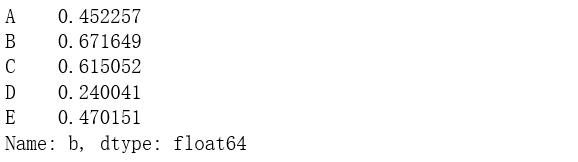 A    0.452257
B    0.671649
C    0.615052
D    0.240041
E    0.470151
Name: b, dtype: float64